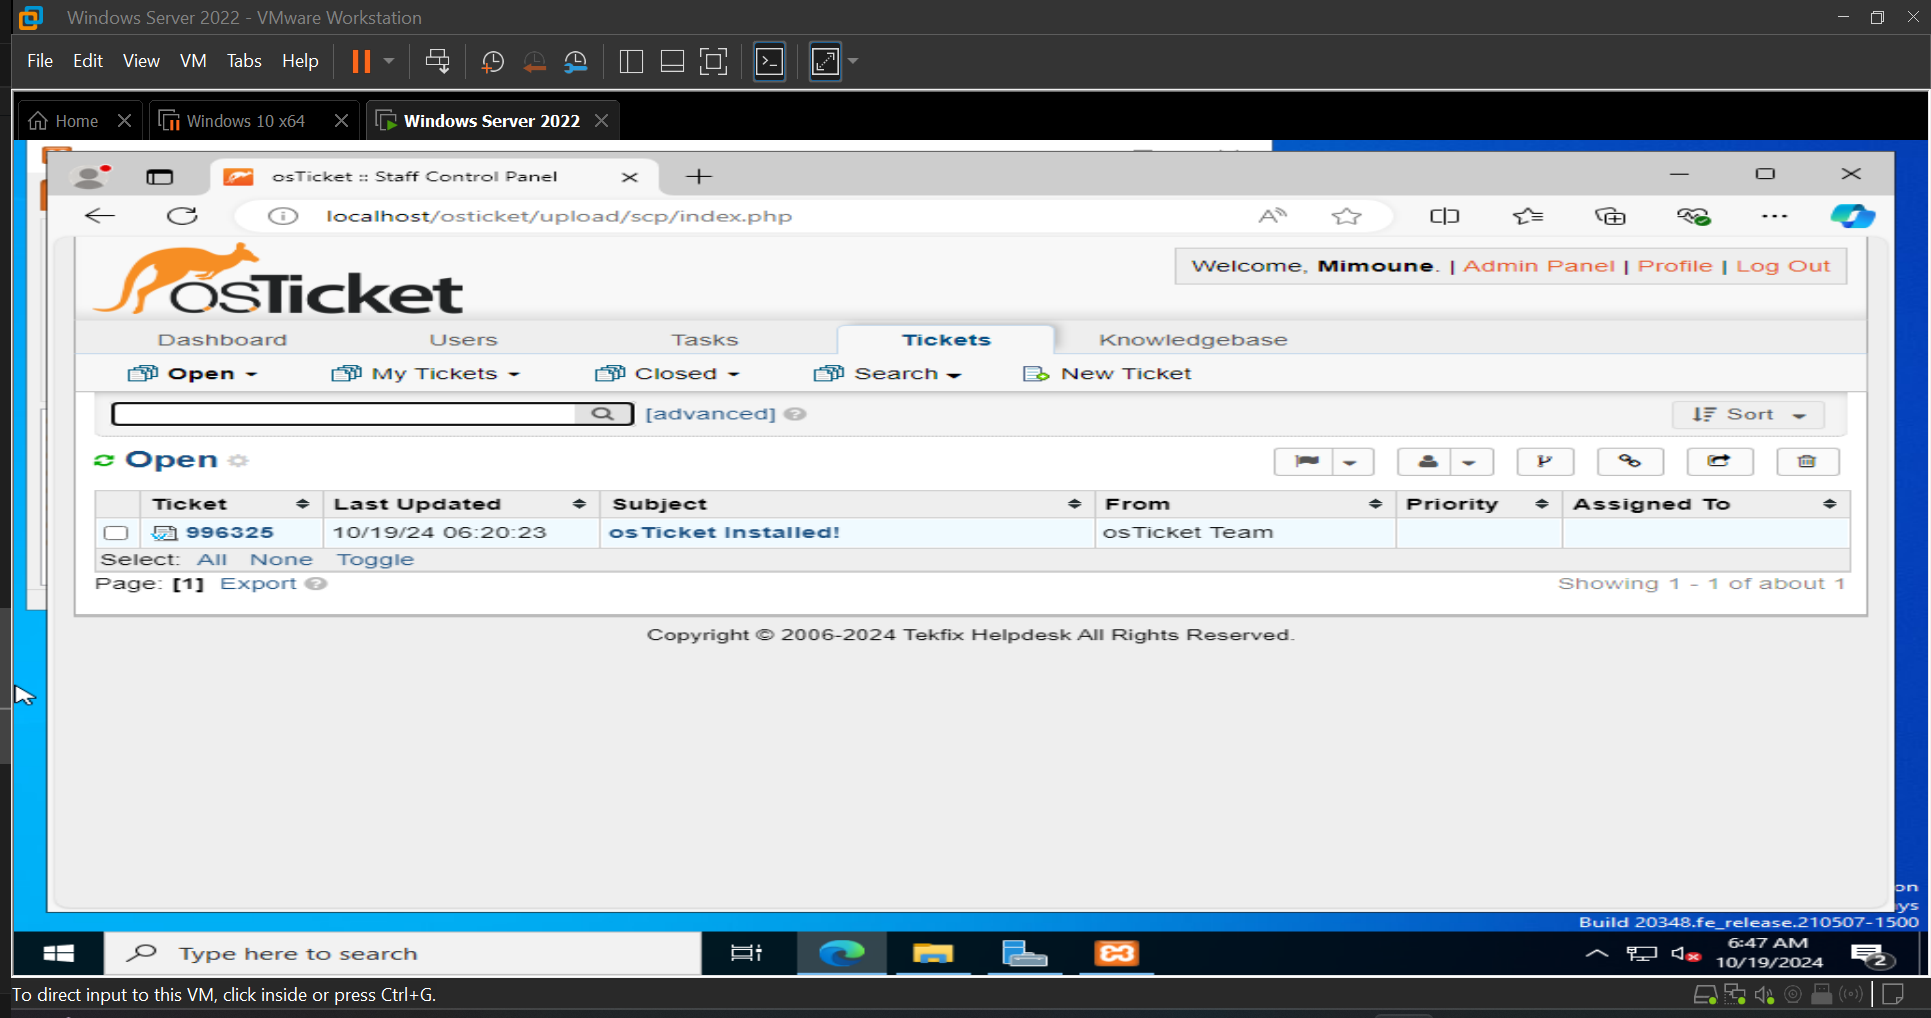 Windows Server 2022 - VMware Workstation
File Edit View VM Tabs Help
Home Windows 10 x64 Windows Server 2022
osTicket :: Staff Control Panel
localhost/osticket/upload/scp/index.php
osTicket
Welcome, Mimoune. | Admin Panel | Profile | Log Out
Dashboard Users Tasks Tickets Knowledgebase
Open My Tickets Closed Search New Ticket
[advanced] Sort
Open
Ticket Last Updated Subject From Priority Assigned To
996325 10/19/24 06:20:23 osTicket Installed! osTicket Team
Select: All None Toggle
Page: [1] Export Showing 1 - 1 of about 1
Copyright © 2006-2024 Tekfix Helpdesk All Rights Reserved.
on
ys
Build 20348.fe_release.210507-1500
Type here to search
6:47 AM
10/19/2024
2
To direct input to this VM, click inside or press Ctrl+G.